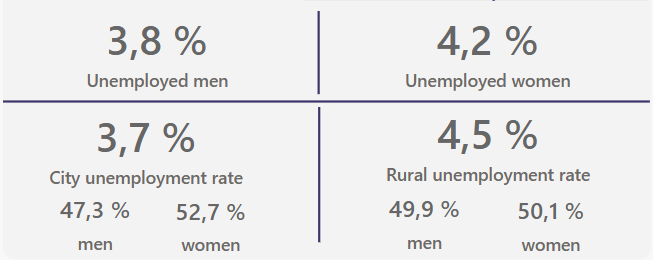 3,8 %
Unemployed men
4,2 %
Unemployed women
3,7 %
City unemployment rate
47,3 %
men
52,7 %
women
4,5 %
Rural unemployment rate
49,9 %
men
50,1 %
women